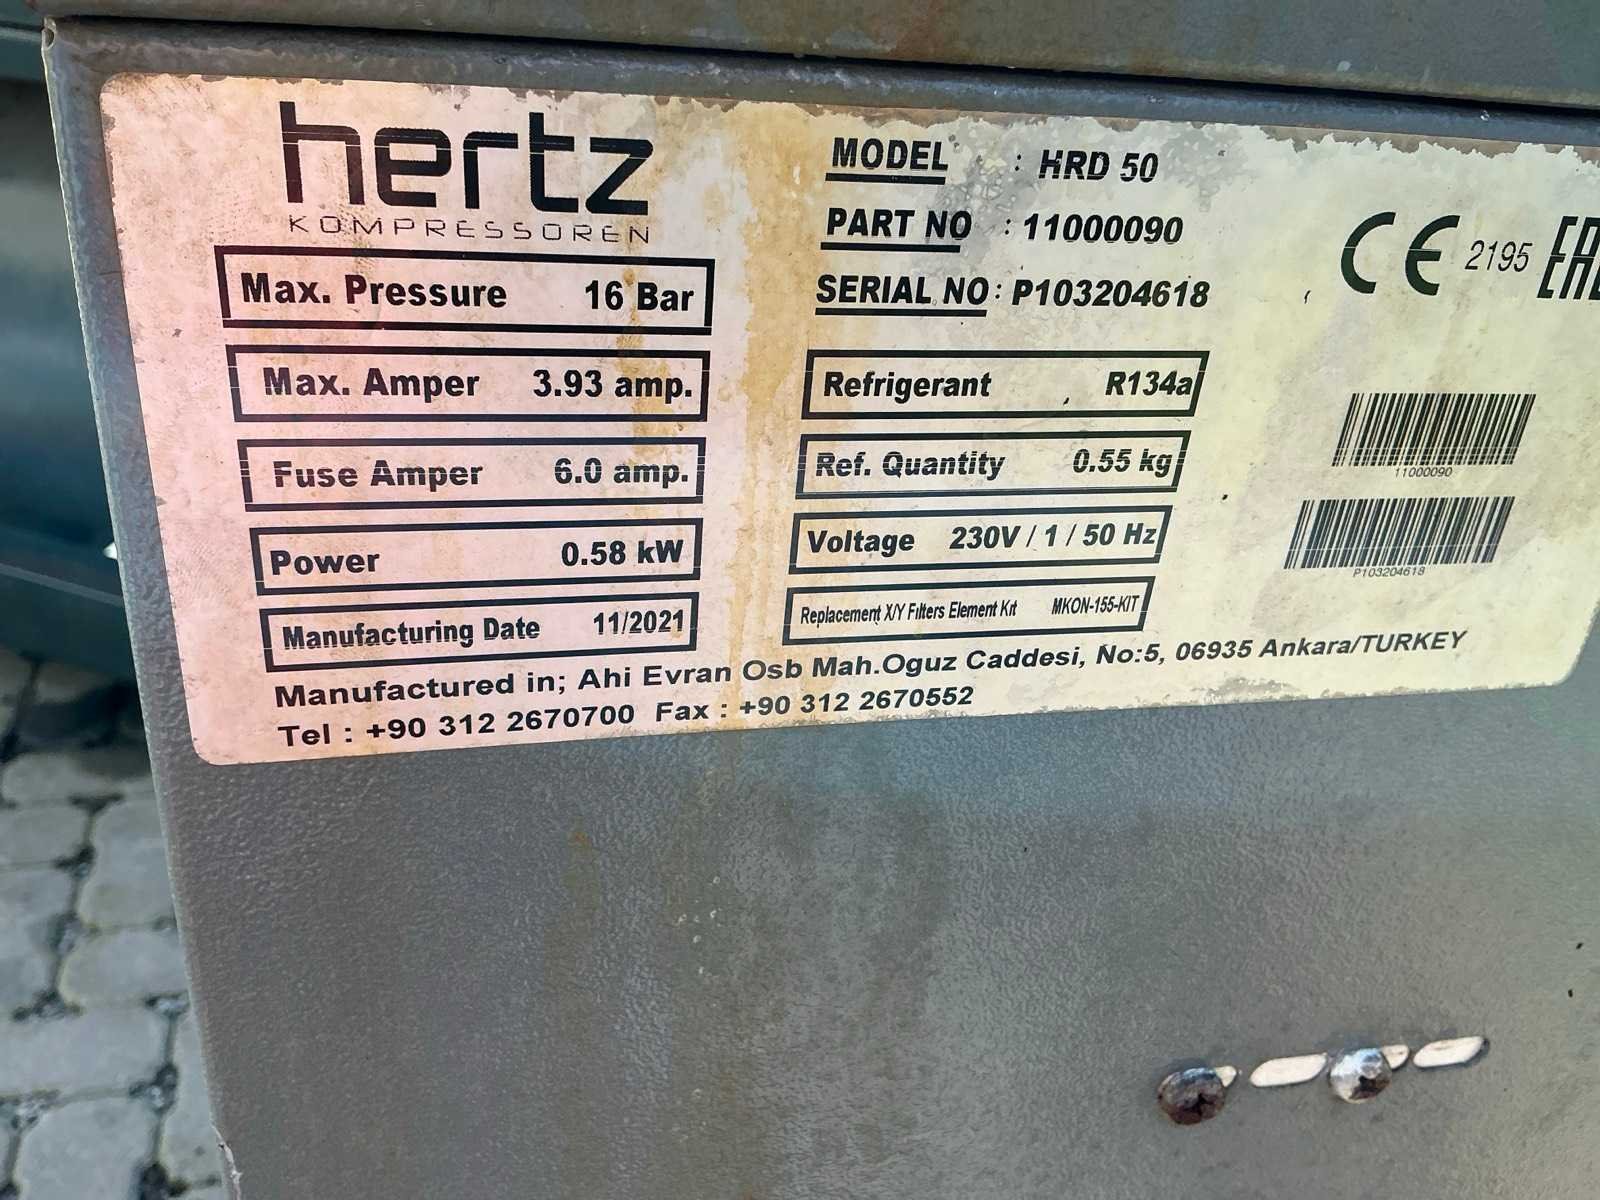 hertz
KOMPRESSOREN
MODEL : HRD 50
PART NO : 11000090
SERIAL NO : P103204618
CE 2195 EAC
Max. Pressure 16 Bar
Max. Amper 3.93 amp.
Fuse Amper 6.0 amp.
Power 0.58 kW
Manufacturing Date 11/2021
Refrigerant R134a
Ref. Quantity 0.55 kg
Voltage 230V / 1 / 50 Hz
Replacement X/Y Filters Element Kit MKON-155-KIT
11000090
P103204618
Manufactured in; Ahi Evran Osb Mah.Oguz Caddesi, No:5, 06935 Ankara/TURKEY
Tel : +90 312 2670700 Fax : +90 312 2670552